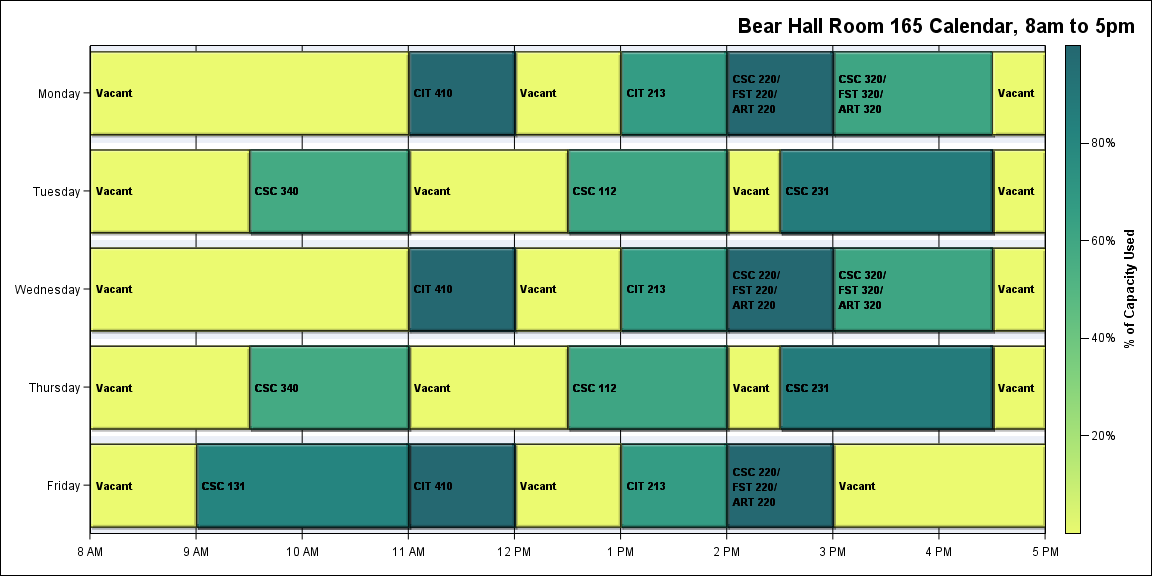 Bear Hall Room 165 Calendar, 8am to 5pm
Monday
Vacant
CIT 410
Vacant
CIT 213
CSC 220/
FST 220/
ART 220
CSC 320/
FST 320/
ART 320
Vacant
Tuesday
Vacant
CSC 340
Vacant
CSC 112
Vacant
CSC 231
Vacant
Wednesday
Vacant
CIT 410
Vacant
CIT 213
CSC 220/
FST 220/
ART 220
CSC 320/
FST 320/
ART 320
Vacant
Thursday
Vacant
CSC 340
Vacant
CSC 112
Vacant
CSC 231
Vacant
Friday
Vacant
CSC 131
CIT 410
Vacant
CIT 213
CSC 220/
FST 220/
ART 220
Vacant
8 AM
9 AM
10 AM
11 AM
12 PM
1 PM
2 PM
3 PM
4 PM
5 PM
80%
60%
40%
20%
% of Capacity Used